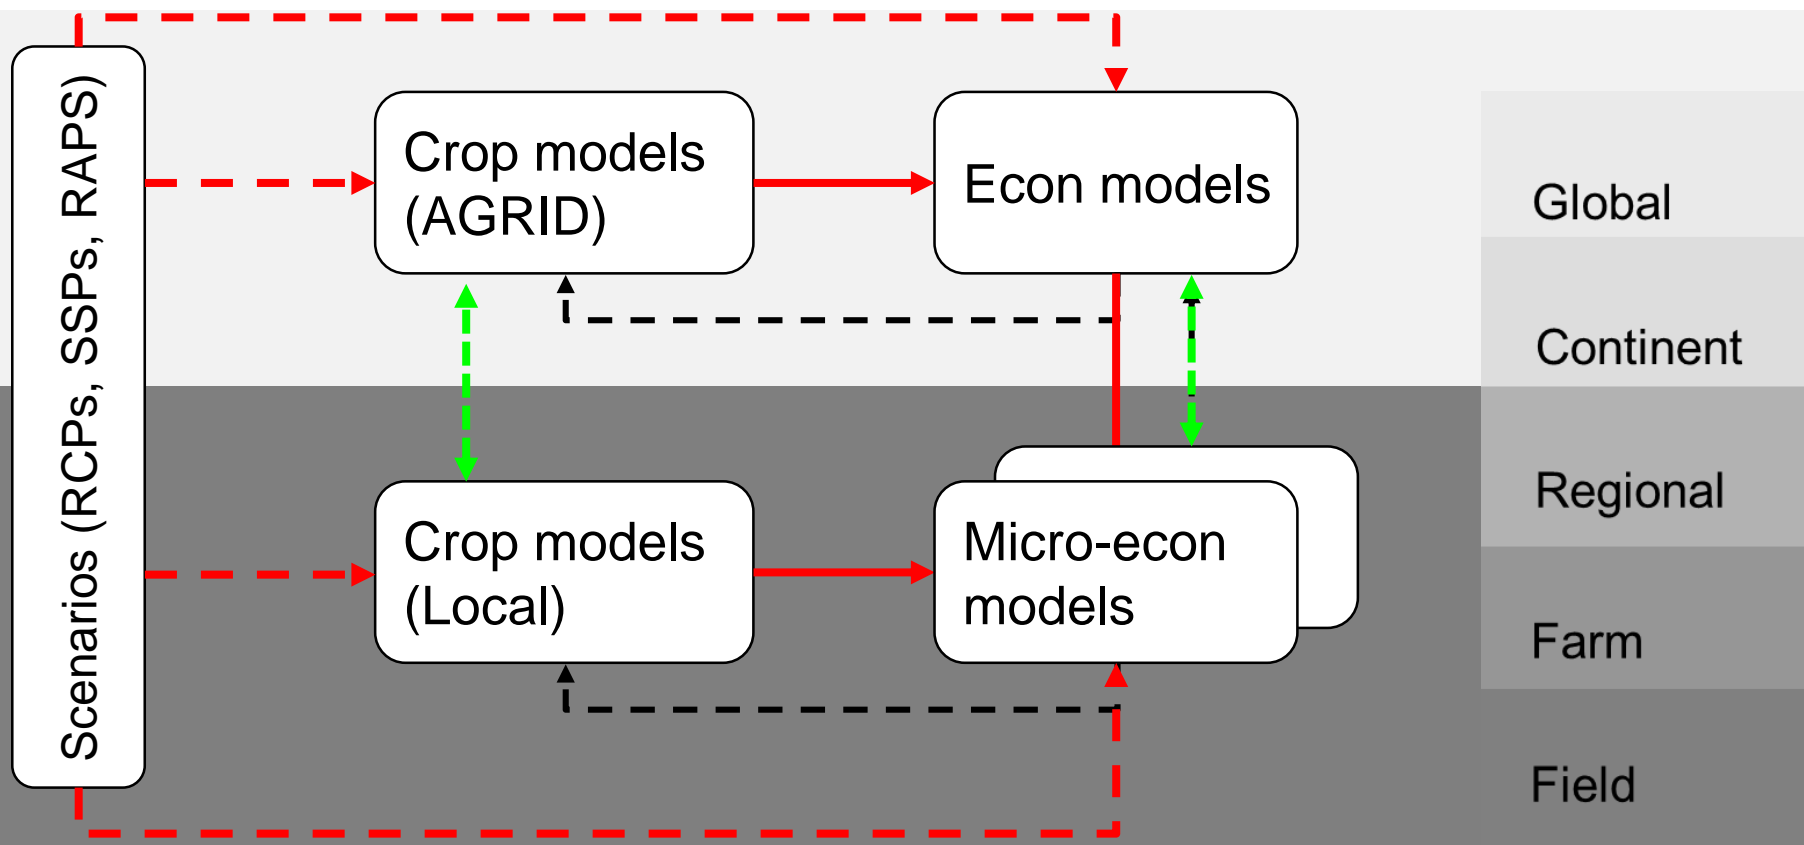 Scenarios (RCPs, SSPs, RAPS)
Crop models
(AGRID)
Econ models
Crop models
(Local)
Micro-econ
models
Global
Continent
Regional
Farm
Field